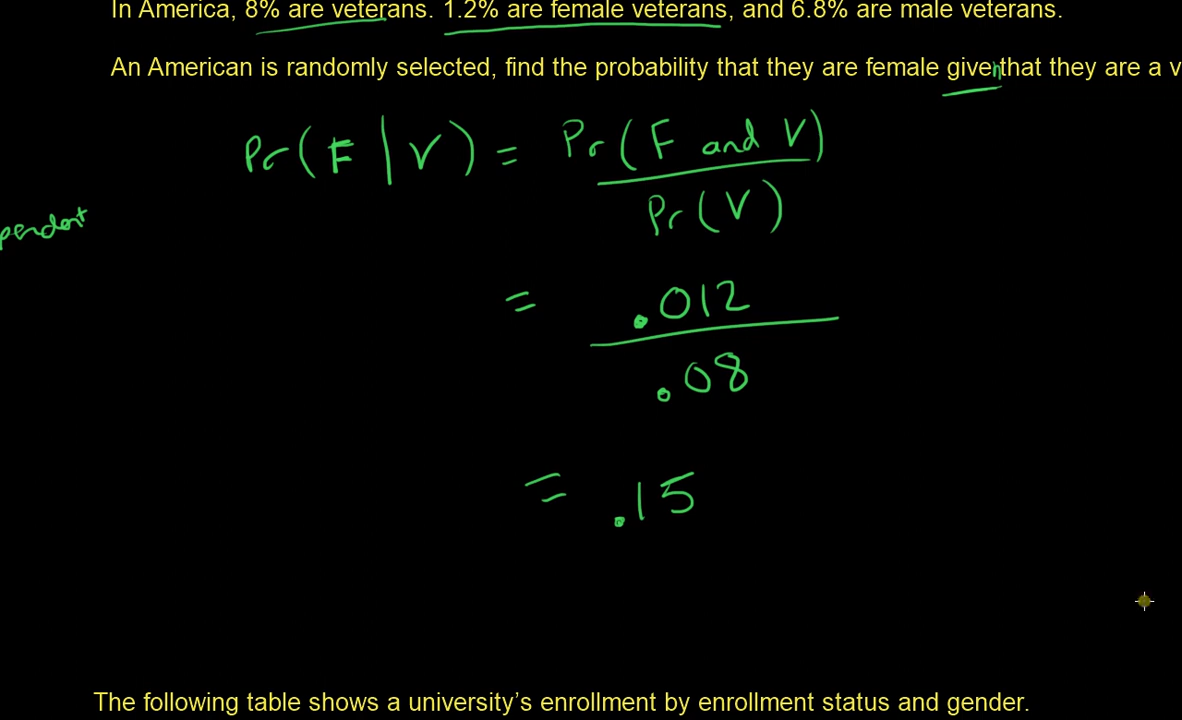 In America, 8% are veterans. 1.2% are female veterans, and 6.8% are male veterans.
An American is randomly selected, find the probability that they are female given that they are a v
Pr(F | V) = Pr(F and V)
Pr(V)
pendent
= .012
.08
= .15
The following table shows a university's enrollment by enrollment status and gender.